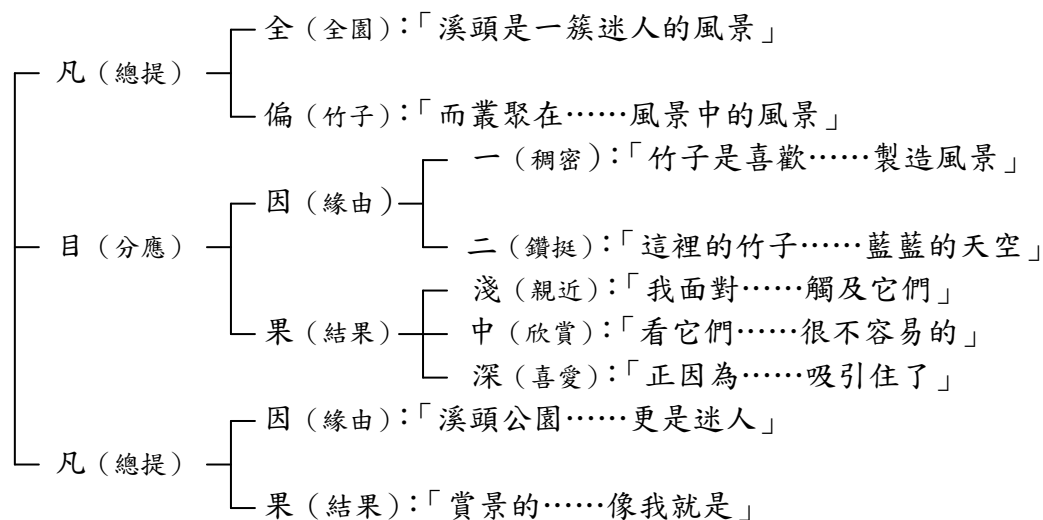 全（全園）：「溪頭是一簇迷人的風景」
凡（總提）
偏（竹子）：「而叢聚在……風景中的風景」
一（稠密）：「竹子是喜歡……製造風景」
因（緣由）
目（分應）
二（鑽挺）：「這裡的竹子……藍藍的天空」
淺（親近）：「我面對……觸及它們」
果（結果）
中（欣賞）：「看它們……很不容易的」
深（喜愛）：「正因為……吸引住了」
因（緣由）：「溪頭公園……更是迷人」
凡（總提）
果（結果）：「賞景的……像我就是」